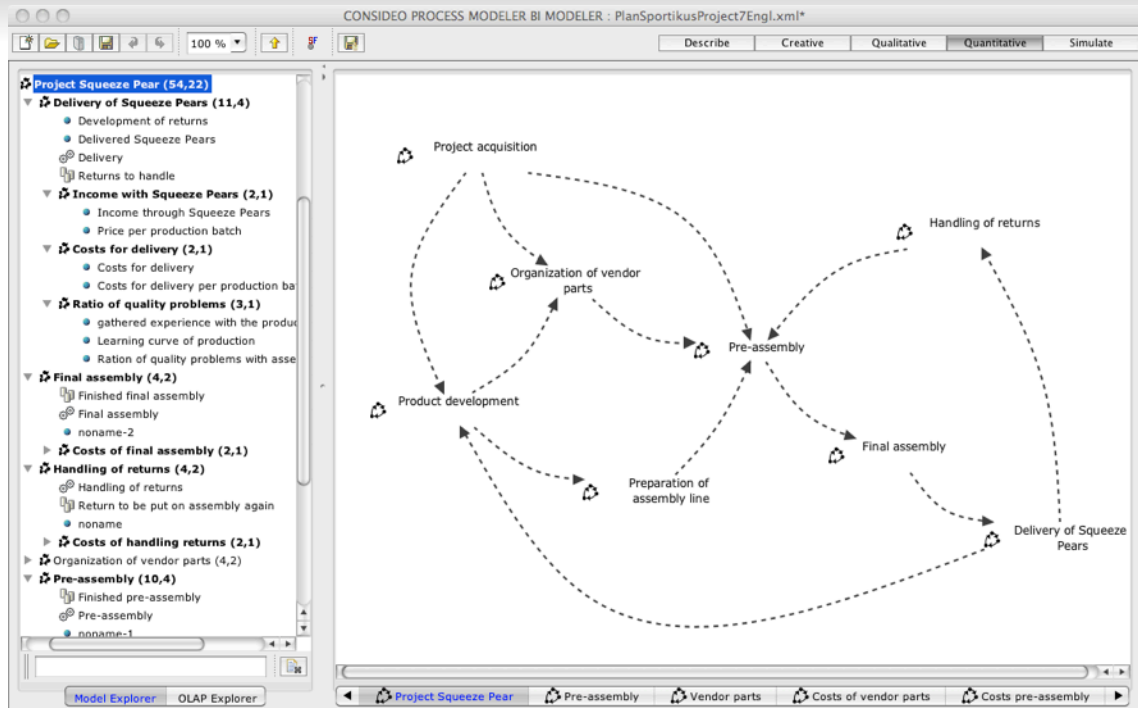 CONSIDEO PROCESS MODELER BI MODELER : PlanSportikusProject7Engl.xml*
100 %
Describe
Creative
Qualitative
Quantitative
Simulate
Project Squeeze Pear (54,22)
Delivery of Squeeze Pears (11,4)
Development of returns
Delivered Squeeze Pears
Delivery
Returns to handle
Income with Squeeze Pears (2,1)
Income through Squeeze Pears
Price per production batch
Costs for delivery (2,1)
Costs for delivery
Costs for delivery per production ba
Ratio of quality problems (3,1)
gathered experience with the produc
Learning curve of production
Ration of quality problems with asse
Final assembly (4,2)
Finished final assembly
Final assembly
noname-2
Costs of final assembly (2,1)
Handling of returns (4,2)
Handling of returns
Return to be put on assembly again
noname
Costs of handling returns (2,1)
Organization of vendor parts (4,2)
Pre-assembly (10,4)
Finished pre-assembly
Pre-assembly
noname-1
Model Explorer
OLAP Explorer
Project acquisition
Handling of returns
Organization of vendor
parts
Pre-assembly
Product development
Final assembly
Preparation of
assembly line
Delivery of Squeeze
Pears
Project Squeeze Pear
Pre-assembly
Vendor parts
Costs of vendor parts
Costs pre-assembly